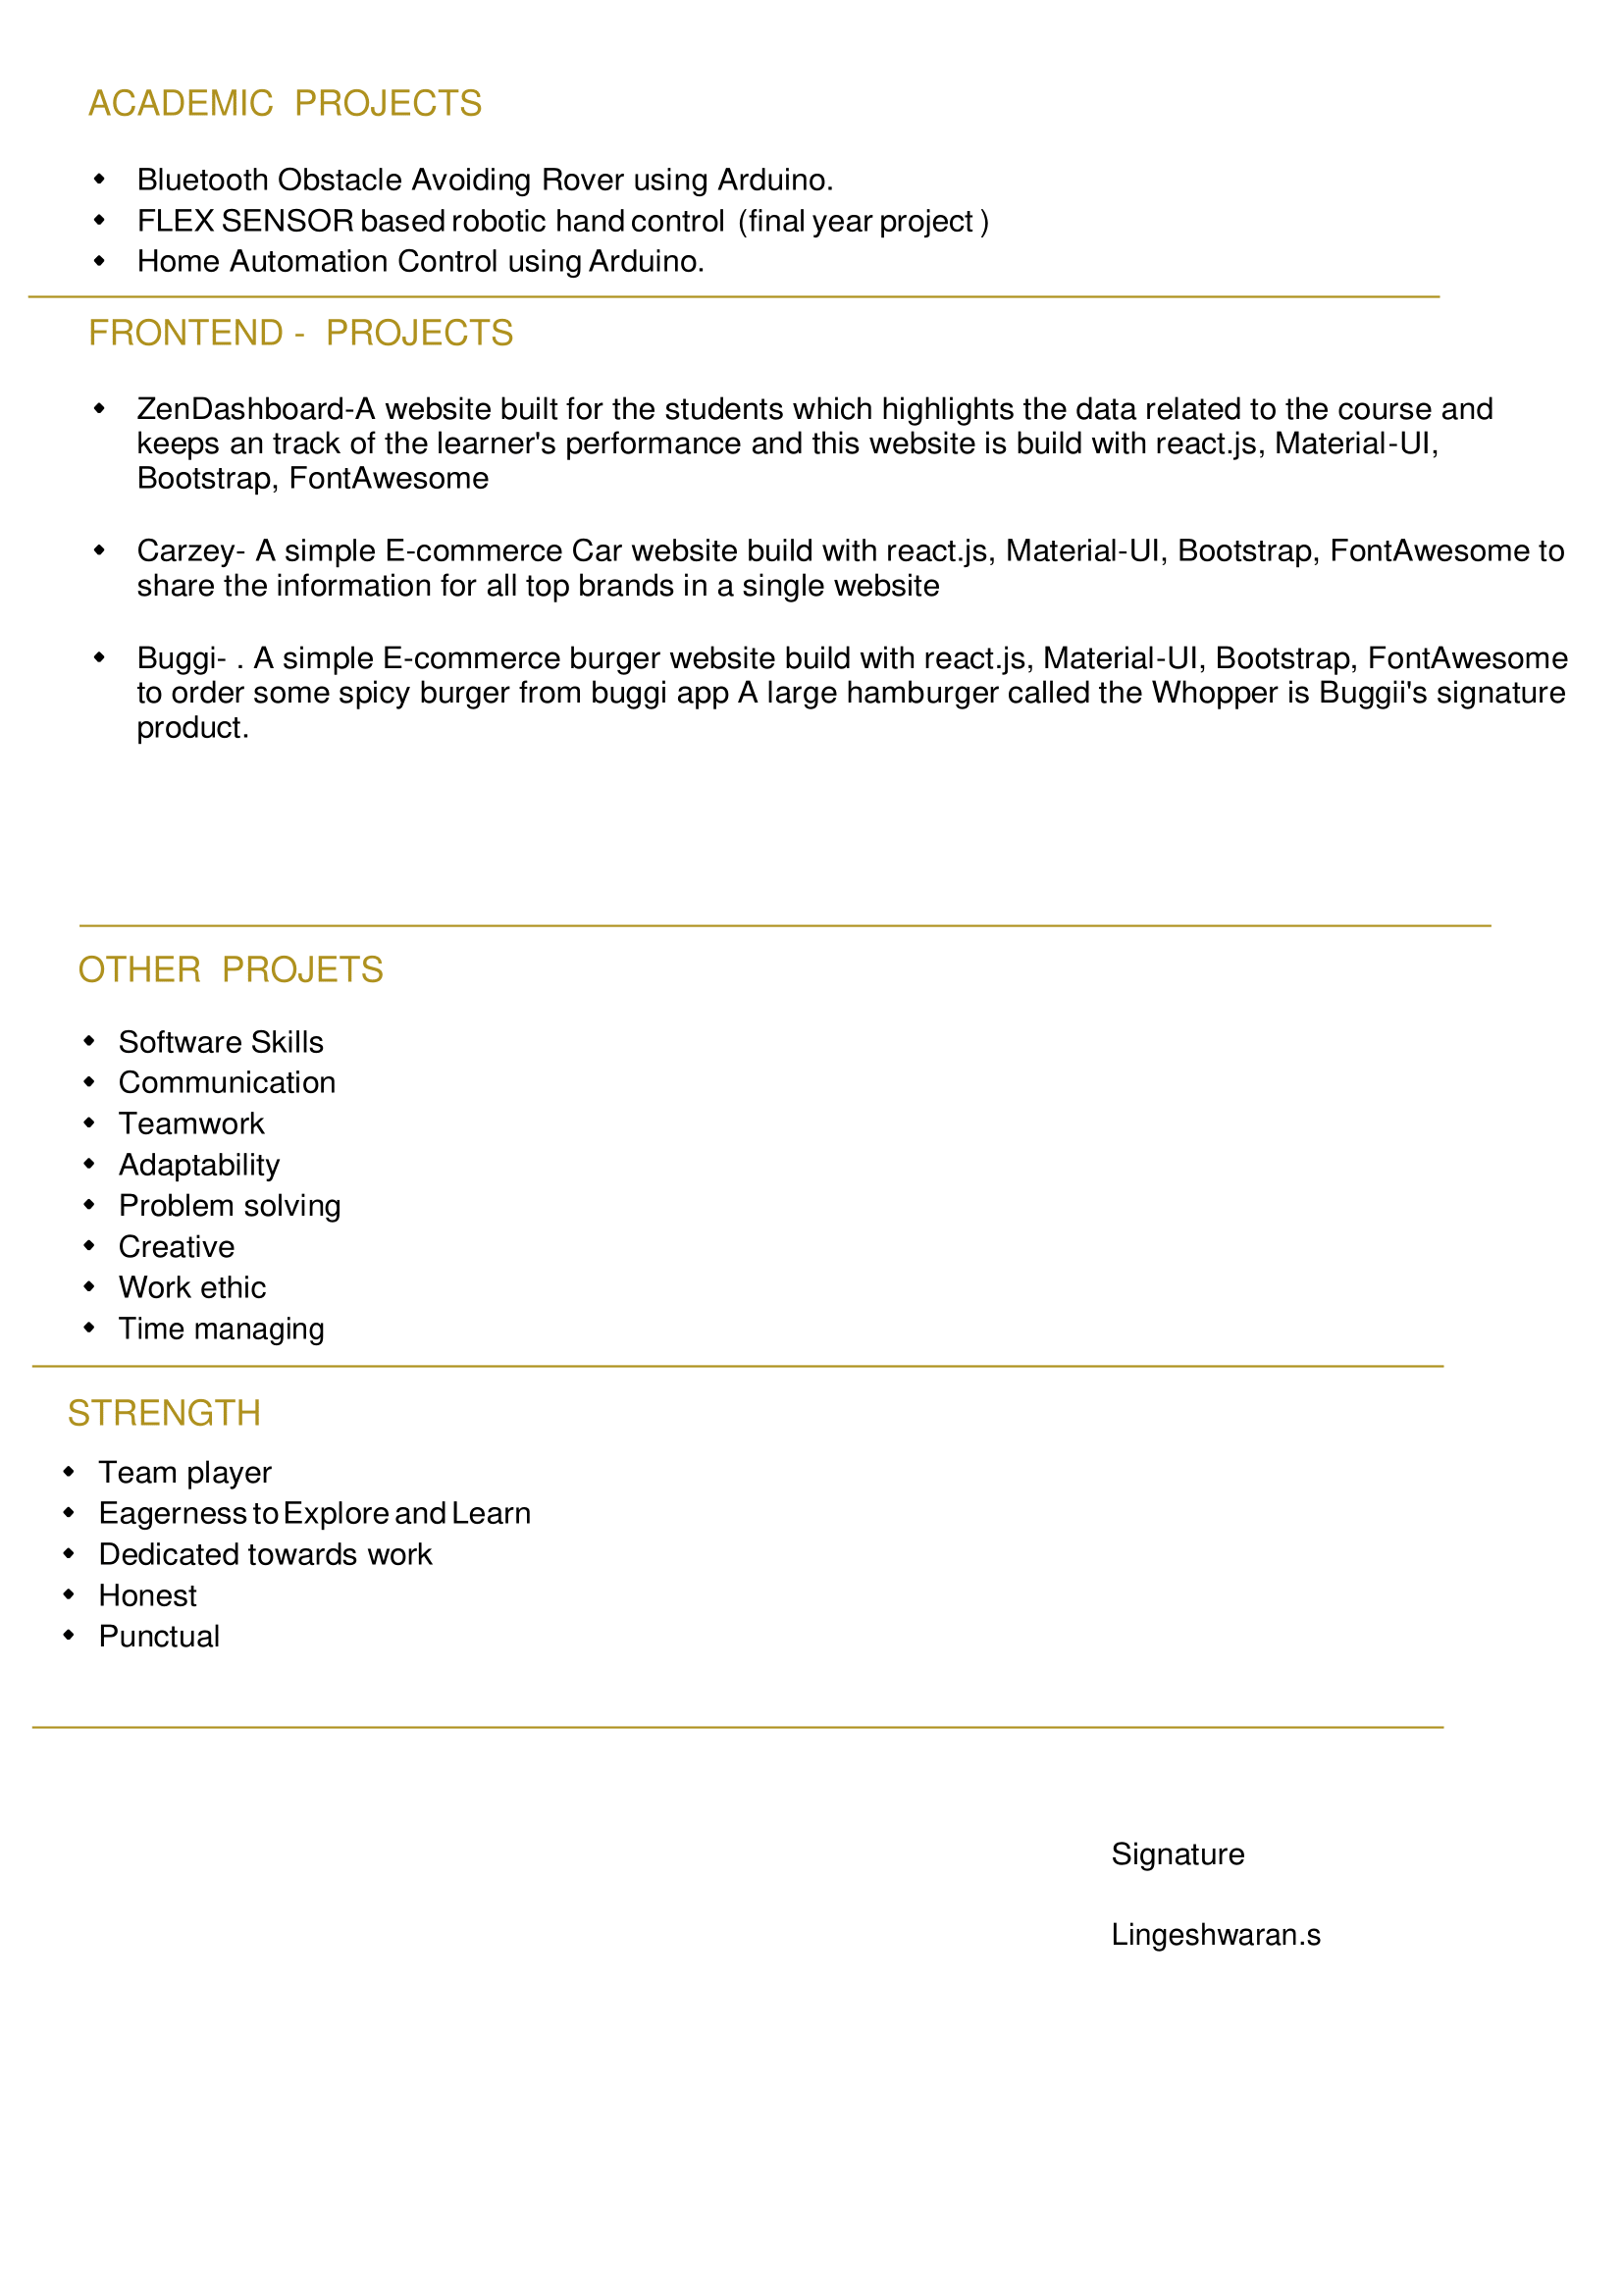 ACADEMIC PROJECTS
• Bluetooth Obstacle Avoiding Rover using Arduino.
• FLEX SENSOR based robotic hand control (final year project )
• Home Automation Control using Arduino.
FRONTEND - PROJECTS
• ZenDashboard-A website built for the students which highlights the data related to the course and
keeps an track of the learner's performance and this website is build with react.js, Material-UI,
Bootstrap, FontAwesome
• Carzey- A simple E-commerce Car website build with react.js, Material-UI, Bootstrap, FontAwesome to
share the information for all top brands in a single website
• Buggi- . A simple E-commerce burger website build with react.js, Material-UI, Bootstrap, FontAwesome
to order some spicy burger from buggi app A large hamburger called the Whopper is Buggii's signature
product.
OTHER PROJETS
• Software Skills
• Communication
• Teamwork
• Adaptability
• Problem solving
• Creative
• Work ethic
• Time managing
STRENGTH
• Team player
• Eagerness to Explore and Learn
• Dedicated towards work
• Honest
• Punctual
Signature
Lingeshwaran.s